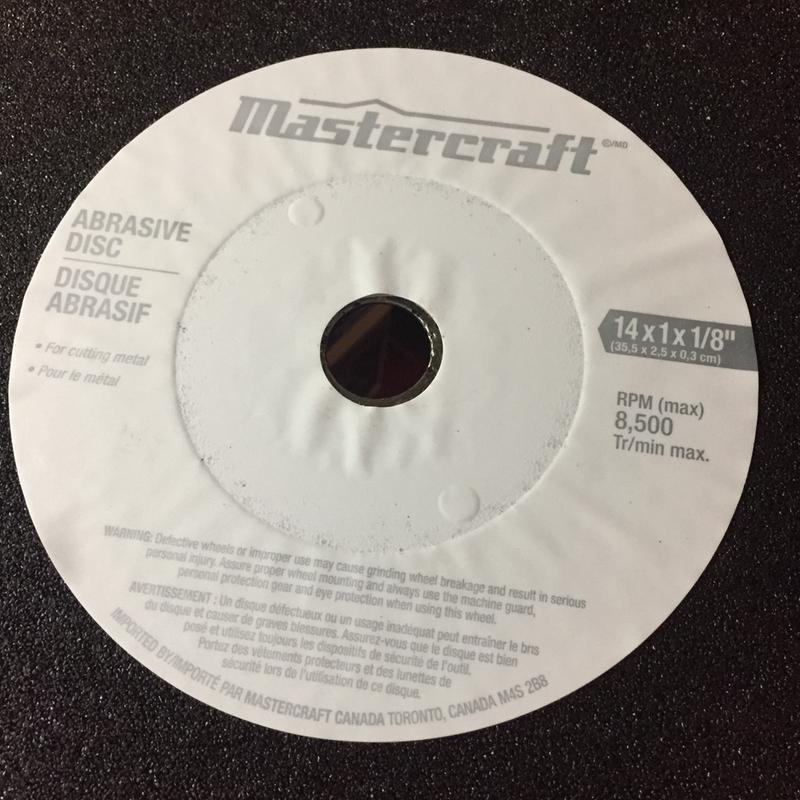 Mastercraft ®/MD
ABRASIVE
DISC
DISQUE
ABRASIF
• For cutting metal
• Pour le métal
14 x 1 x 1/8"
(35,5 x 2,5 x 0,3 cm)
RPM (max)
8,500
Tr/min max.
WARNING: Defective wheels or improper use may cause grinding wheel breakage and result in serious
personal injury. Assure proper wheel mounting and always use the machine guard,
personal protection gear and eye protection when using this wheel.
AVERTISSEMENT : Un disque défectueux ou un usage inadéquat peut entraîner le bris
du disque et causer de graves blessures. Assurez-vous que le disque est bien
posé et utilisez toujours les dispositifs de sécurité de l'outil.
Portez des vêtements protecteurs et des lunettes de
sécurité lors de l'utilisation de ce disque.
IMPORTED BY/IMPORTÉ PAR MASTERCRAFT CANADA TORONTO, CANADA M4S 2B8